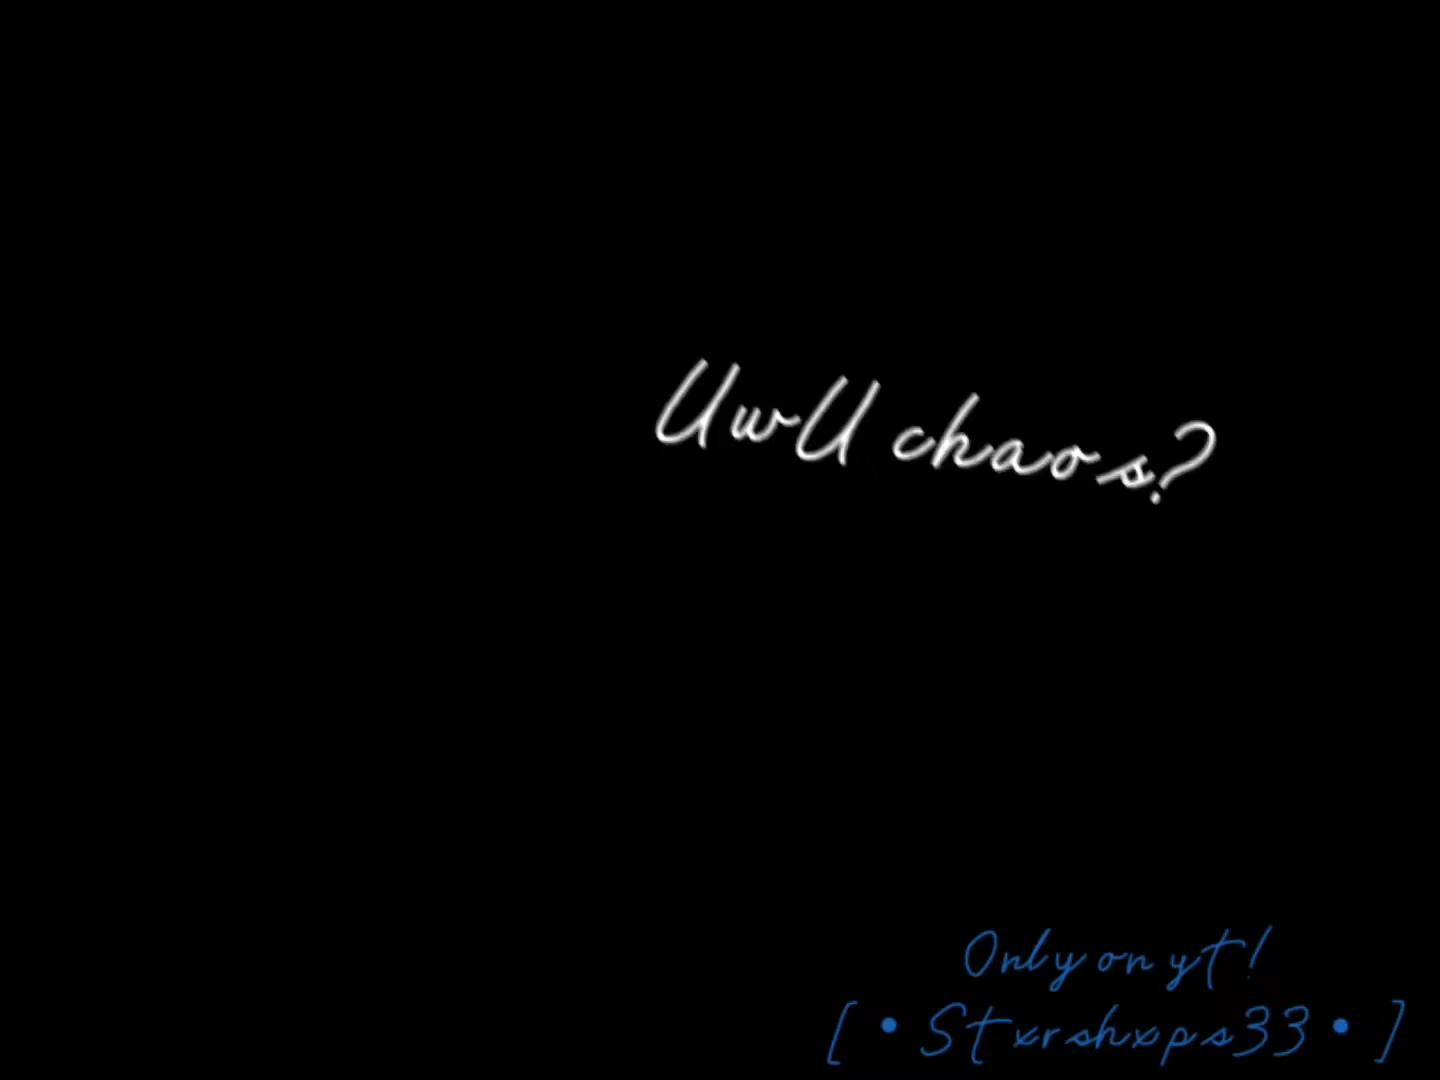 UwU chaos?
Only on yt!
[ • Stxrshxps33 • ]